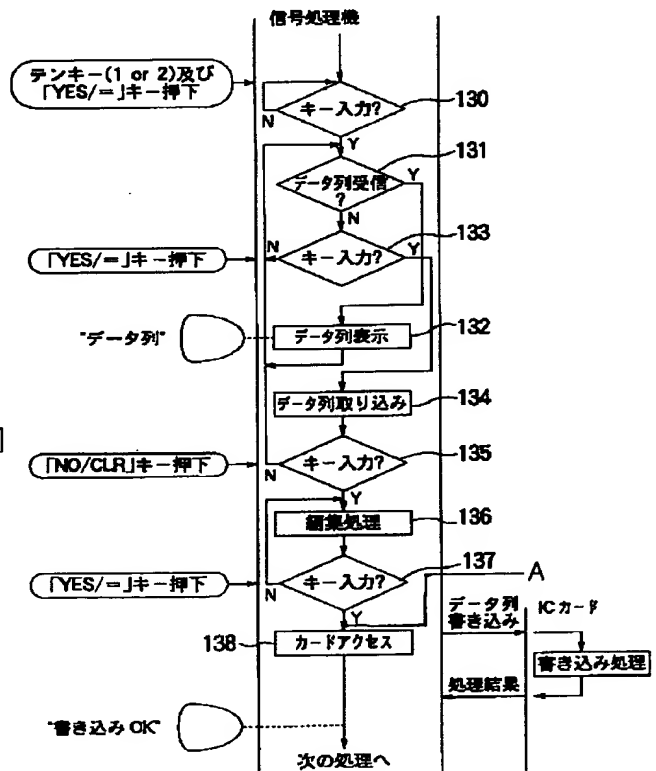 信号処理機
テンキー(1 or 2)及び
「YES/=」キー押下
キー入力?
130
N
Y
131
データ列受信
?
Y
N
133
キー入力?
N
Y
「YES/=」キー押下
132
"データ列"
データ列表示
データ列取り込み
134
]
キー入力?
135
「NO/CLR」キー押下
N
Y
編集処理
136
キー入力?
137
「YES/=」キー押下
N
Y
A
138
カードアクセス
データ列
書き込み
ICカード
書き込み処理
処理結果
"書き込みOK"
次の処理へ